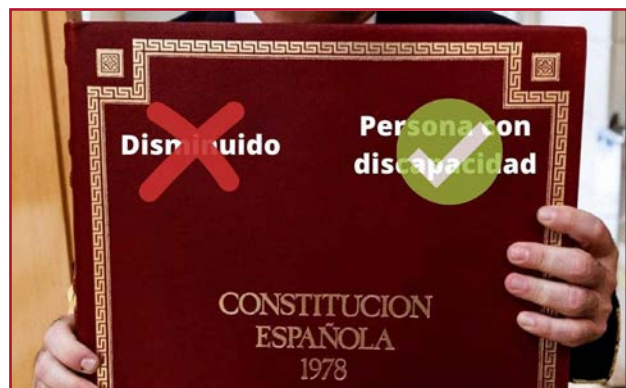 Disminuido
Persona con
discapacidad
CONSTITUCION
ESPAÑOLA
1978